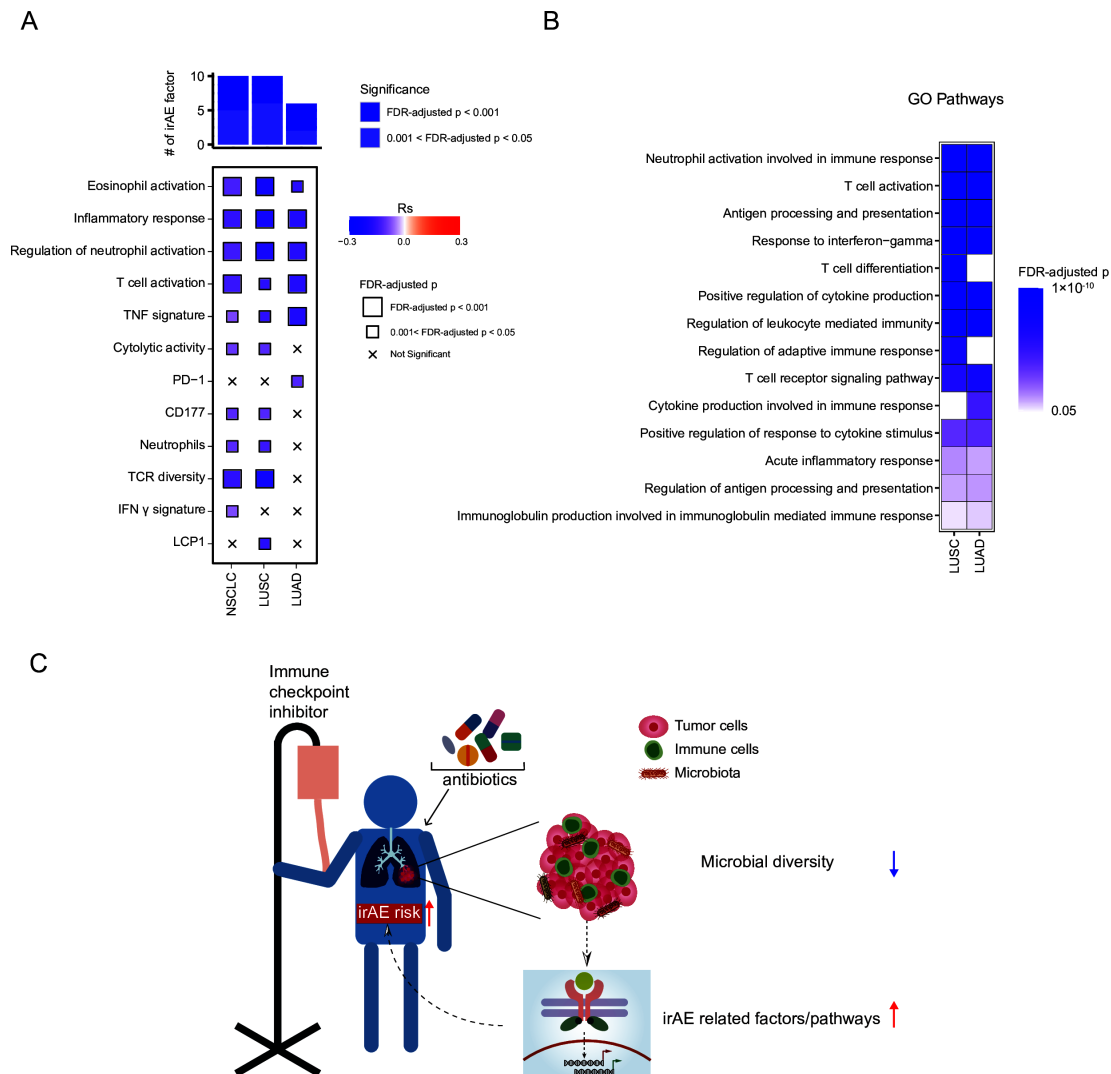 A
# of irAE factor
10
5
0
Significance
FDR-adjusted p < 0.001
0.001 < FDR-adjusted p < 0.05
Eosinophil activation
Inflammatory response
Regulation of neutrophil activation
T cell activation
TNF signature
Cytolytic activity
PD−1
CD177
Neutrophils
TCR diversity
IFN γ signature
LCP1
NSCLC
LUSC
LUAD
Rs
−0.3
0.0
0.3
FDR-adjusted p
FDR-adjusted p < 0.001
0.001< FDR-adjusted p < 0.05
Not Significant
B
GO Pathways
Neutrophil activation involved in immune response
T cell activation
Antigen processing and presentation
Response to interferon−gamma
T cell differentiation
Positive regulation of cytokine production
Regulation of leukocyte mediated immunity
Regulation of adaptive immune response
T cell receptor signaling pathway
Cytokine production involved in immune response
Positive regulation of response to cytokine stimulus
Acute inflammatory response
Regulation of antigen processing and presentation
Immunoglobulin production involved in immunoglobulin mediated immune response
LUSC
LUAD
FDR-adjusted p
1×10⁻¹⁰
0.05
C
Immune
checkpoint
inhibitor
antibiotics
irAE risk
Tumor cells
Immune cells
Microbiota
Microbial diversity
irAE related factors/pathways